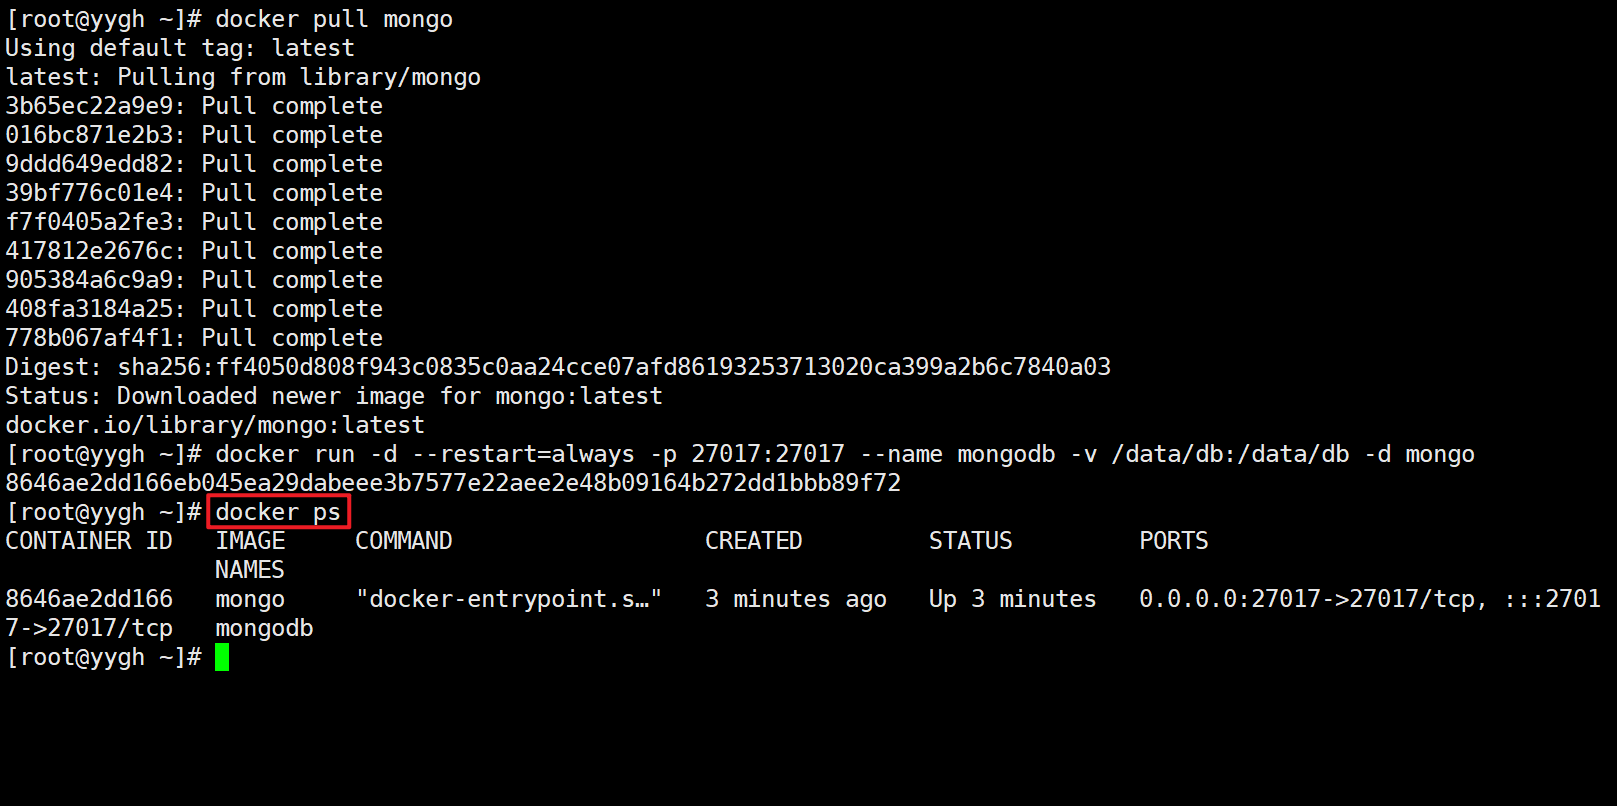 [root@yygh ~]# docker pull mongo
Using default tag: latest
latest: Pulling from library/mongo
3b65ec22a9e9: Pull complete
016bc871e2b3: Pull complete
9ddd649edd82: Pull complete
39bf776c01e4: Pull complete
f7f0405a2fe3: Pull complete
417812e2676c: Pull complete
905384a6c9a9: Pull complete
408fa3184a25: Pull complete
778b067af4f1: Pull complete
Digest: sha256:ff4050d808f943c0835c0aa24cce07afd86193253713020ca399a2b6c7840a03
Status: Downloaded newer image for mongo:latest
docker.io/library/mongo:latest
[root@yygh ~]# docker run -d --restart=always -p 27017:27017 --name mongodb -v /data/db:/data/db -d mongo
8646ae2dd166eb045ea29dabeee3b7577e22aee2e48b09164b272dd1bbb89f72
[root@yygh ~]# docker ps
CONTAINER ID   IMAGE     COMMAND                  CREATED         STATUS         PORTS
               NAMES
8646ae2dd166   mongo     "docker-entrypoint.s…"   3 minutes ago   Up 3 minutes   0.0.0.0:27017->27017/tcp, :::2701
7->27017/tcp   mongodb
[root@yygh ~]#